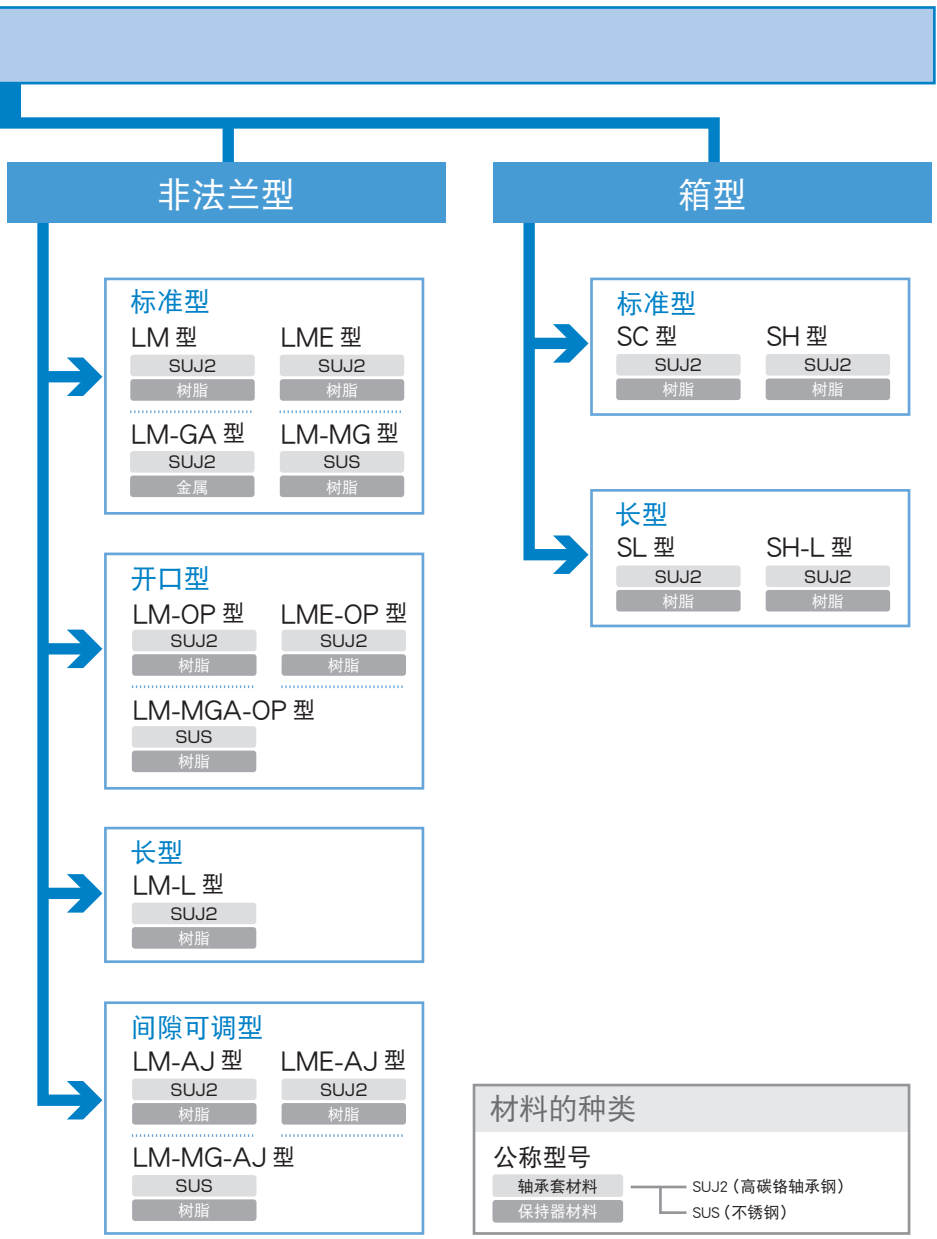 非法兰型
标准型
LM 型 LME 型
SUJ2 SUJ2
树脂 树脂
LM-GA 型 LM-MG 型
SUJ2 SUS
金属 树脂
开口型
LM-OP 型 LME-OP 型
SUJ2 SUJ2
树脂 树脂
LM-MGA-OP 型
SUS
树脂
长型
LM-L 型
SUJ2
树脂
间隙可调型
LM-AJ 型 LME-AJ 型
SUJ2 SUJ2
树脂 树脂
LM-MG-AJ 型
SUS
树脂
箱型
标准型
SC 型 SH 型
SUJ2 SUJ2
树脂 树脂
长型
SL 型 SH-L 型
SUJ2 SUJ2
树脂 树脂
材料的种类
公称型号
轴承套材料 SUJ2（高碳铬轴承钢）
保持器材料 SUS（不锈钢）